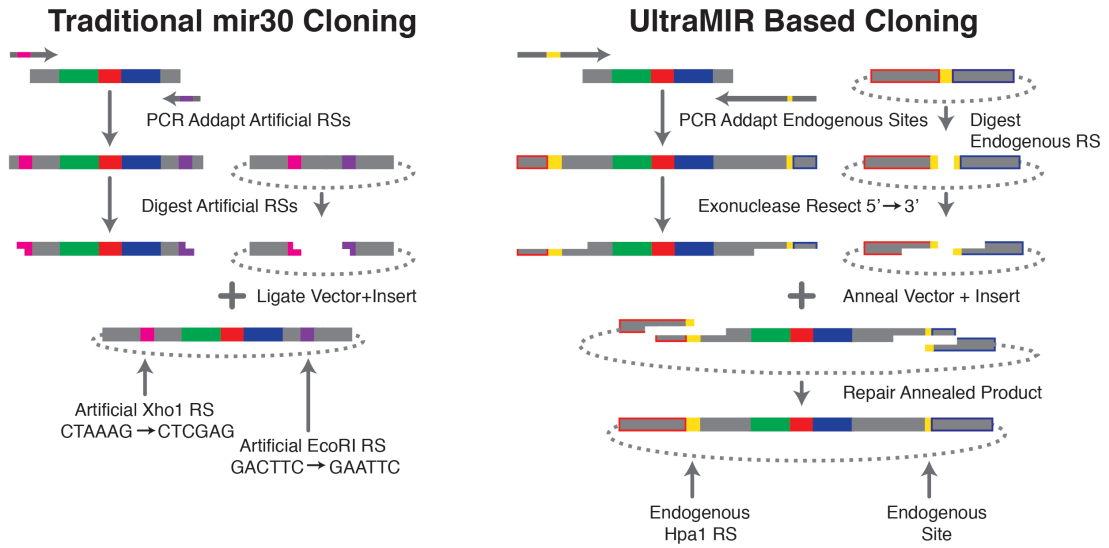 Traditional mir30 Cloning
PCR Addapt Artificial RSs
Digest Artificial RSs
Ligate Vector+Insert
Artificial Xho1 RS
CTAAAG→CTCGAG
Artificial EcoRI RS
GACTTC→GAATTC
UltraMIR Based Cloning
PCR Addapt Endogenous Sites
Digest
Endogenous RS
Exonuclease Resect 5’→3’
Anneal Vector + Insert
Repair Annealed Product
Endogenous
Hpa1 RS
Endogenous
Site